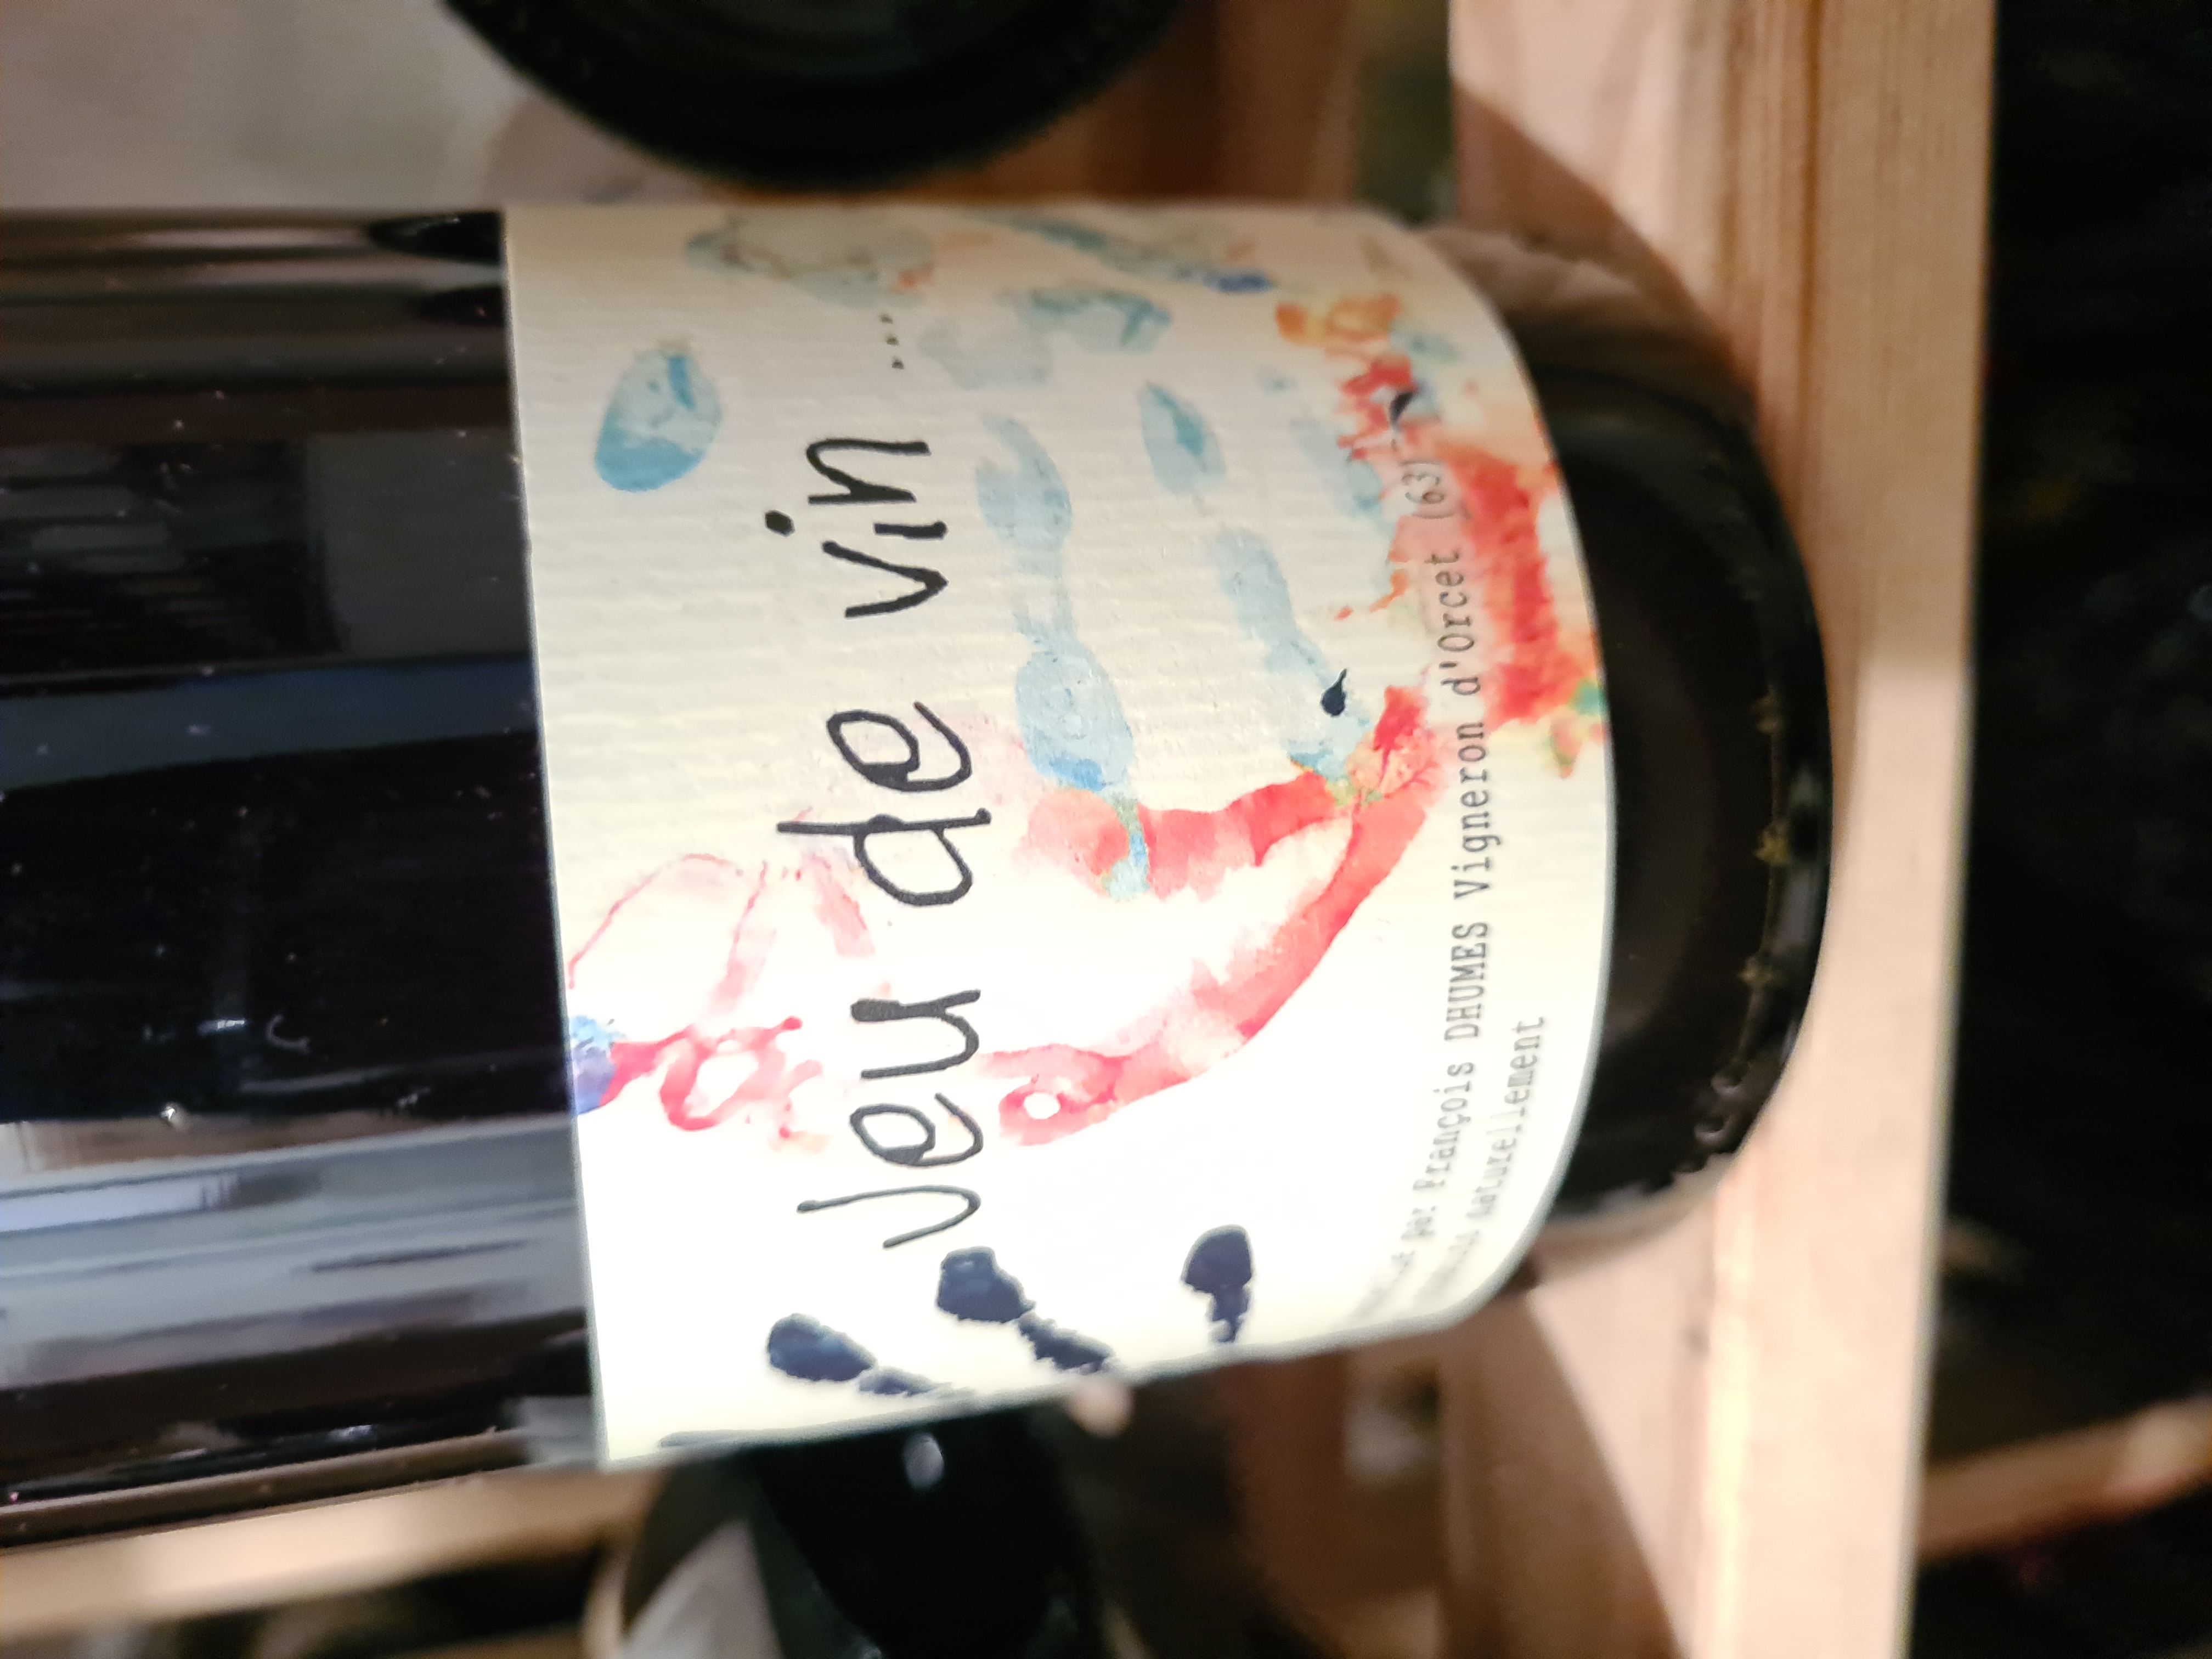 Jeu de vin ...
par François DHUMES Vigneron d'Orcet (63)
naturellement